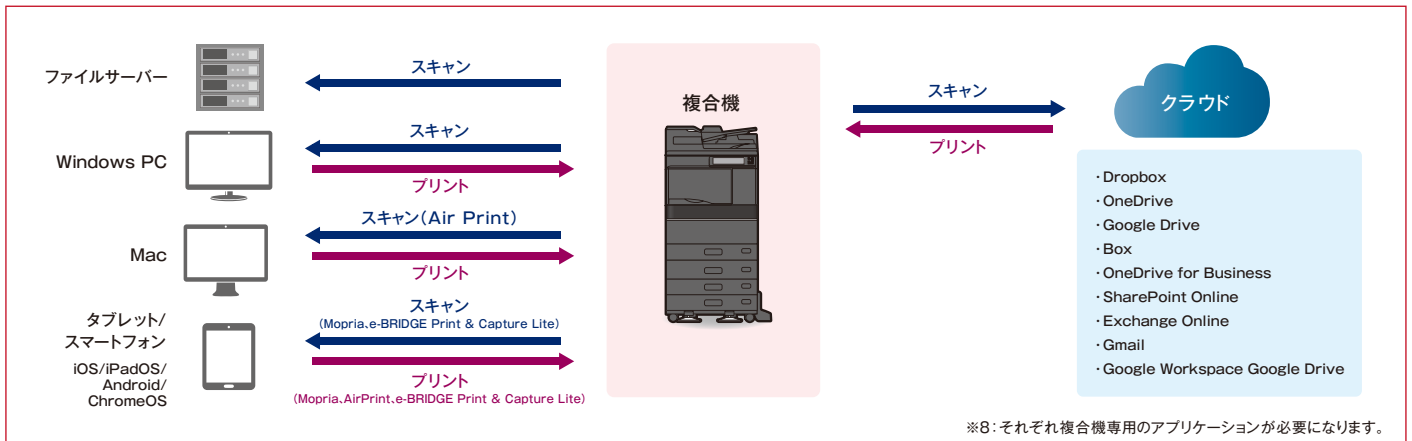 ファイルサーバー
スキャン
Windows PC
スキャン
プリント
Mac
スキャン(Air Print)
プリント
タブレット/
スマートフォン
iOS/iPadOS/
Android/
ChromeOS
スキャン
(Mopria、e-BRIDGE Print & Capture Lite)
プリント
(Mopria、AirPrint、e-BRIDGE Print & Capture Lite)
複合機
スキャン
プリント
クラウド
・Dropbox
・OneDrive
・Google Drive
・Box
・OneDrive for Business
・SharePoint Online
・Exchange Online
・Gmail
・Google Workspace Google Drive
※8：それぞれ複合機専用のアプリケーションが必要になります。